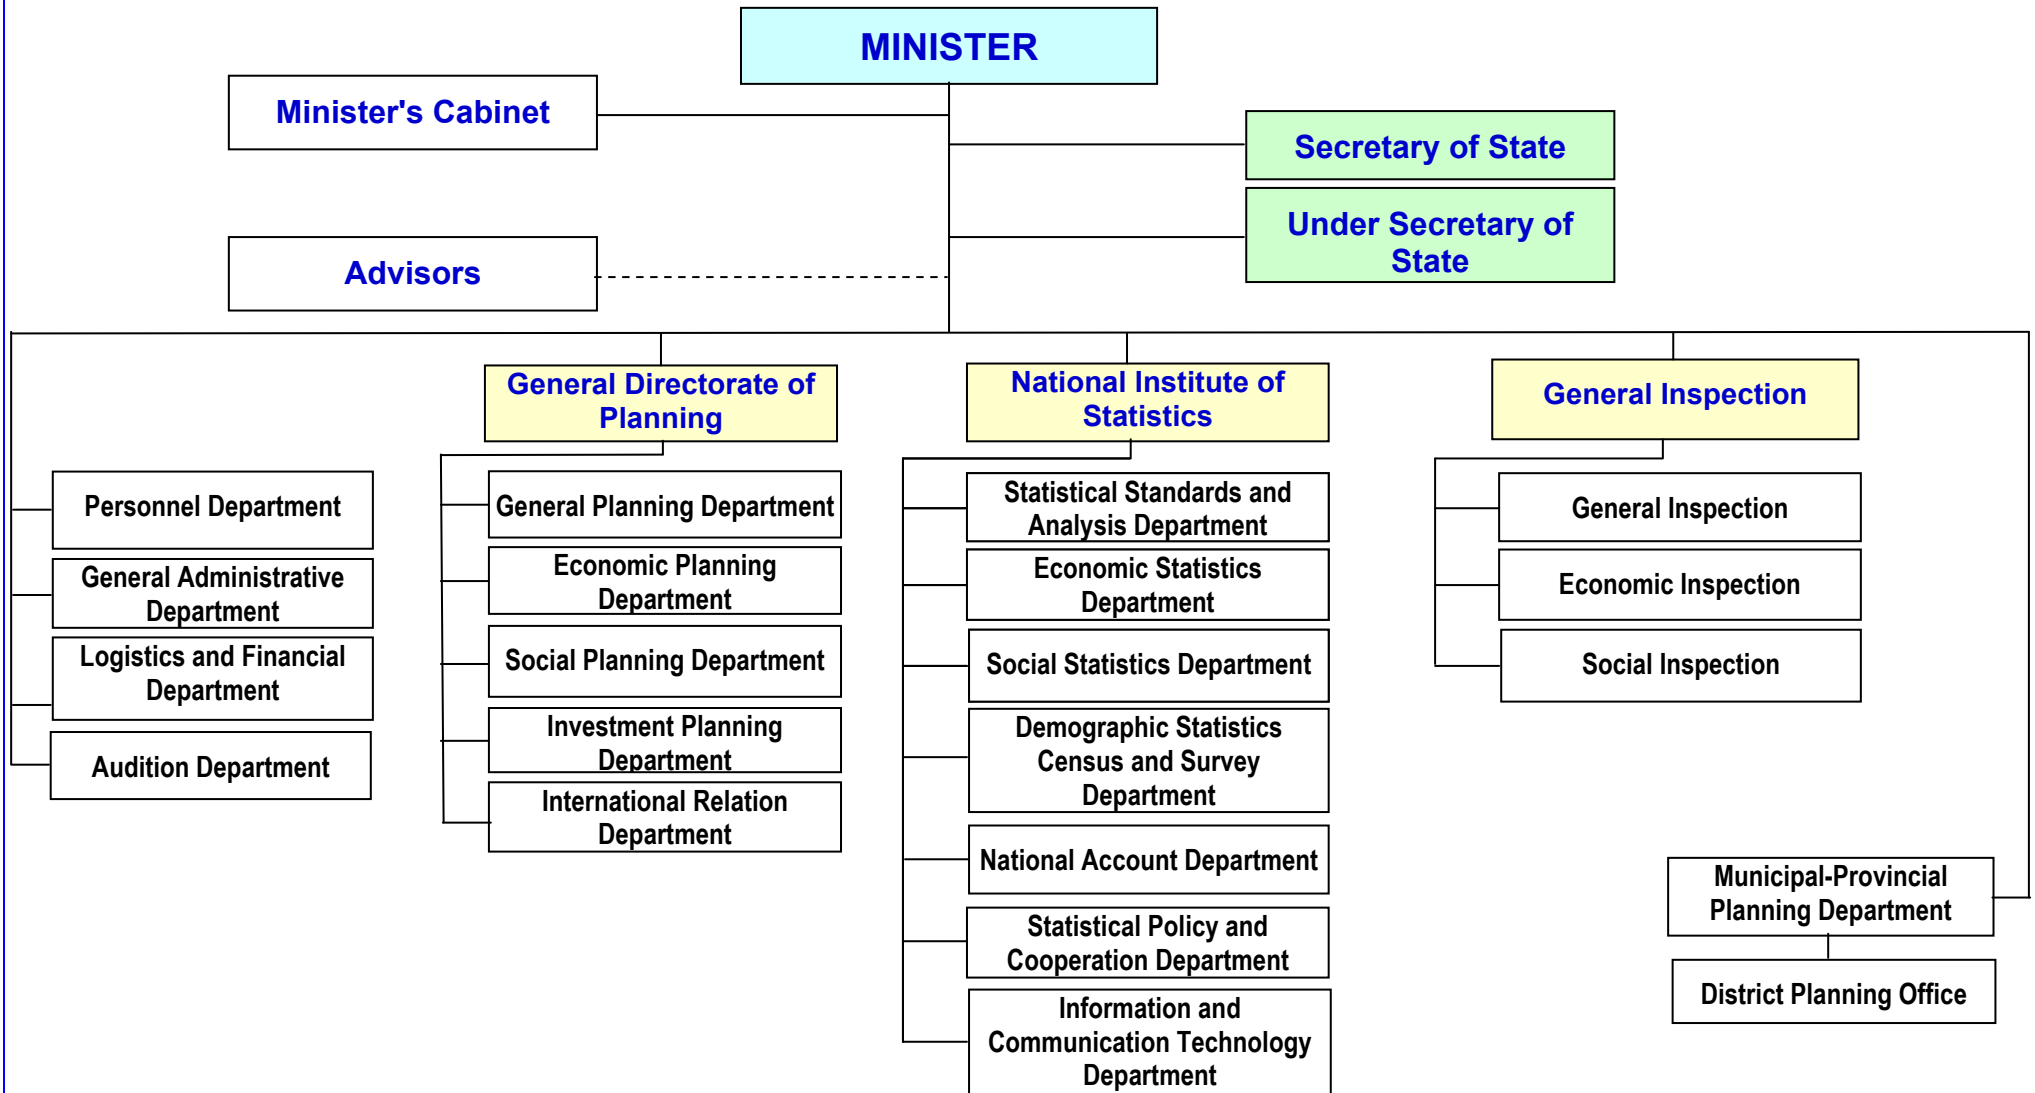 MINISTER
Minister's Cabinet
Secretary of State
Under Secretary of
State
Advisors
General Directorate of
Planning
National Institute of
Statistics
General Inspection
Personnel Department
General Administrative
Department
Logistics and Financial
Department
Audition Department
General Planning Department
Economic Planning
Department
Social Planning Department
Investment Planning
Department
International Relation
Department
Statistical Standards and
Analysis Department
Economic Statistics
Department
Social Statistics Department
Demographic Statistics
Census and Survey
Department
National Account Department
Statistical Policy and
Cooperation Department
Information and
Communication Technology
Department
General Inspection
Economic Inspection
Social Inspection
Municipal-Provincial
Planning Department
District Planning Office